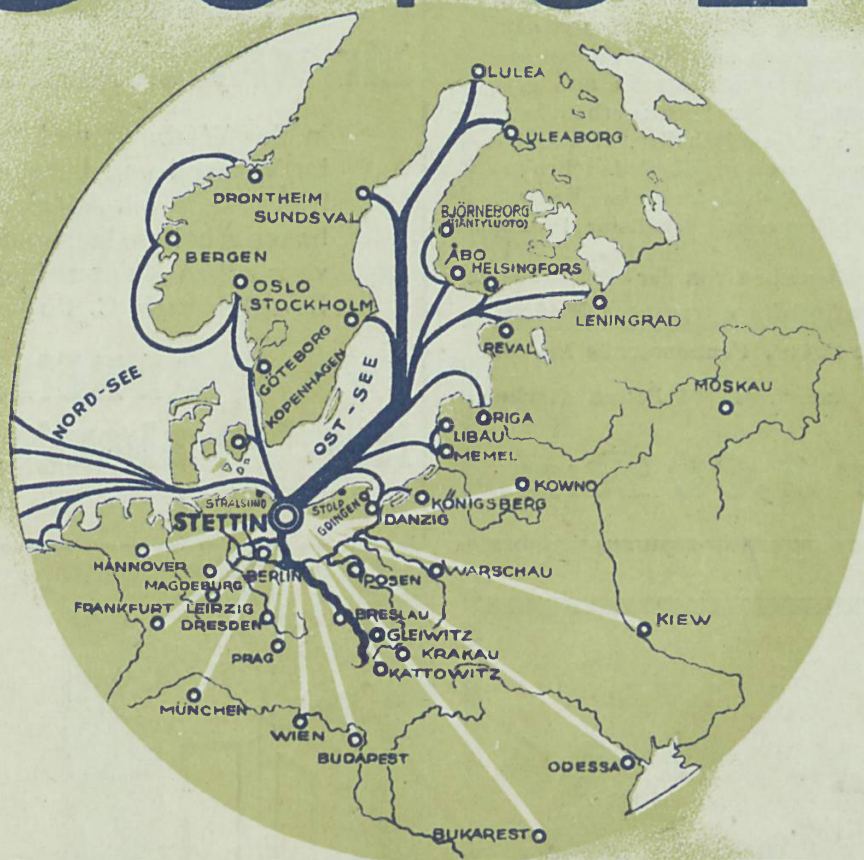 LULEA
ULEABORG
DRONTHEIM
SUNDSVAL
BJÖRNEBORG
(MÄNTYLUOTO)
BERGEN
ÅBO
HELSINGFORS
OSLO
STOCKHOLM
LENINGRAD
REVAL
GÖTEBORG
KOPENHAGEN
NORD-SEE
OST-SEE
MOSKAU
RIGA
LIBAU
MEMEL
KOWNO
KÖNIGSBERG
STRALSUND
STETTIN
STOLP
GDINGEN
DANZIG
HANNOVER
BERLIN
MAGDEBURG
POSEN
WARSCHAU
FRANKFURT
LEIPZIG
DRESDEN
BRESLAU
KIEW
GLEIWITZ
PRAG
KRAKAU
KATTOWITZ
MÜNCHEN
WIEN
BUDAPEST
ODESSA
BUKAREST